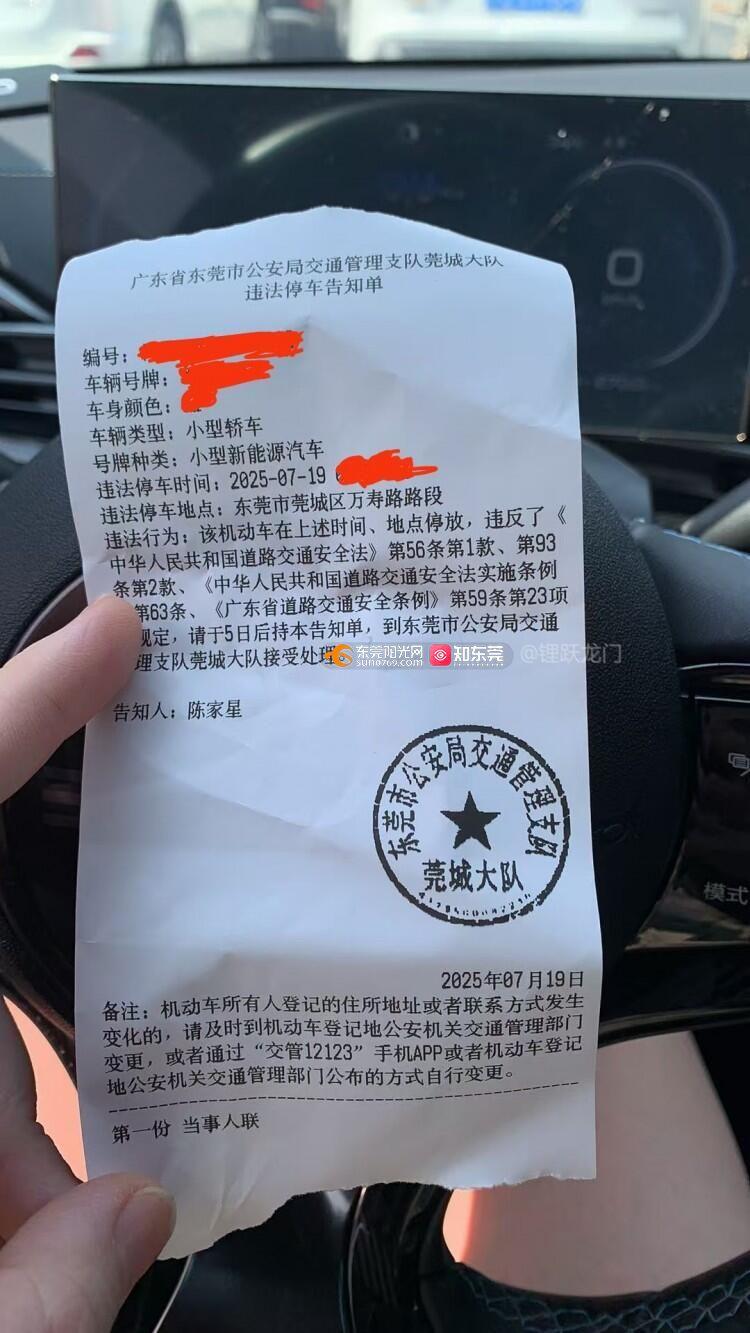 广东省东莞市公安局交通管理支队莞城大队
违法停车告知单
编号：
车辆号牌：
车身颜色：
车辆类型：小型轿车
号牌种类：小型新能源汽车
违法停车时间：2025-07-19
违法停车地点：东莞市莞城区万寿路路段
违法行为：该机动车在上述时间、地点停放，违反了《
中华人民共和国道路交通安全法》第56条第1款、第93
条第2款、《中华人民共和国道路交通安全法实施条例
第63条、《广东省道路交通安全条例》第59条第23项
规定，请于5日后持本告知单，到东莞市公安局交通
理支队莞城大队接受处理
东莞阳光网
sun0769.com
知东莞
@锂跃龙门
告知人：陈家星
东莞市公安局交通管理支队
莞城大队
2025年07月19日
备注：机动车所有人登记的住所地址或者联系方式发生
变化的，请及时到机动车登记地公安机关交通管理部门
变更，或者通过“交管12123”手机APP或者机动车登记
地公安机关交通管理部门公布的方式自行变更。
第一份 当事人联
模式